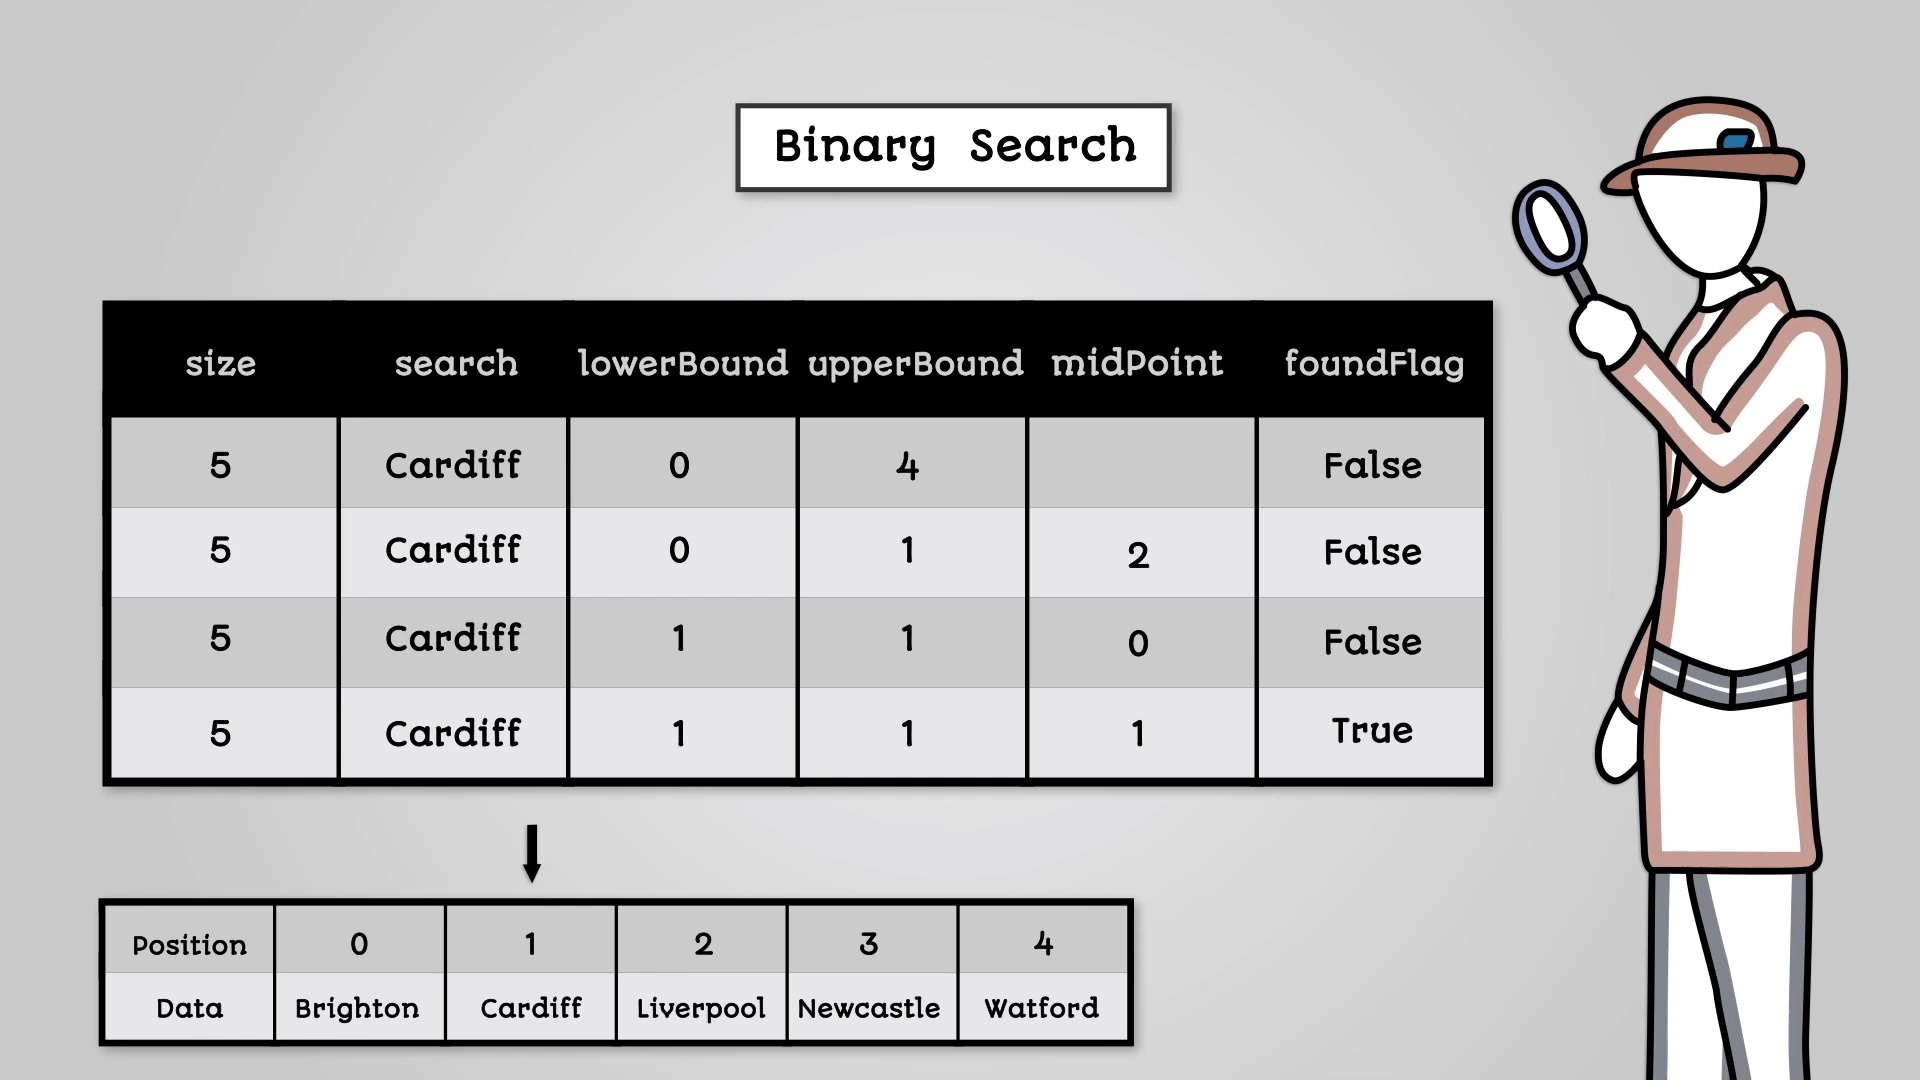 Binary Search
size search lowerBound upperBound midPoint foundFlag
5 Cardiff 0 4 False
5 Cardiff 0 1 2 False
5 Cardiff 1 1 0 False
5 Cardiff 1 1 1 True
Position 0 1 2 3 4
Data Brighton Cardiff Liverpool Newcastle Watford